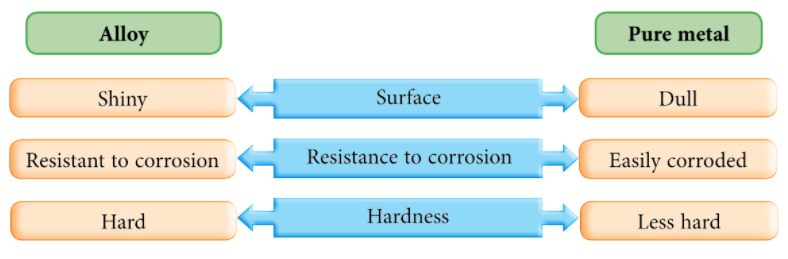 Alloy
Pure metal
Shiny
Surface
Dull
Resistant to corrosion
Resistance to corrosion
Easily corroded
Hard
Hardness
Less hard